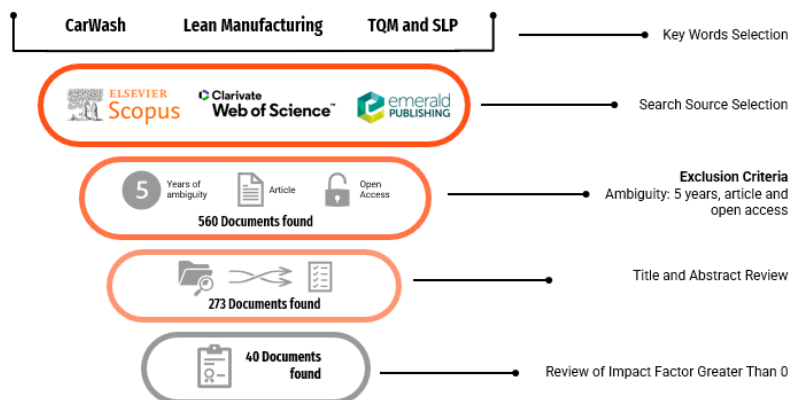 CarWash Lean Manufacturing TQM and SLP
Key Words Selection
ELSEVIER
Scopus
Clarivate
Web of Science™
emerald
PUBLISHING
Search Source Selection
5 Years of
ambiguity
Article
Open
Access
560 Documents found
Exclusion Criteria
Ambiguity: 5 years, article and
open access
273 Documents found
Title and Abstract Review
40 Documents
found
Review of Impact Factor Greater Than 0